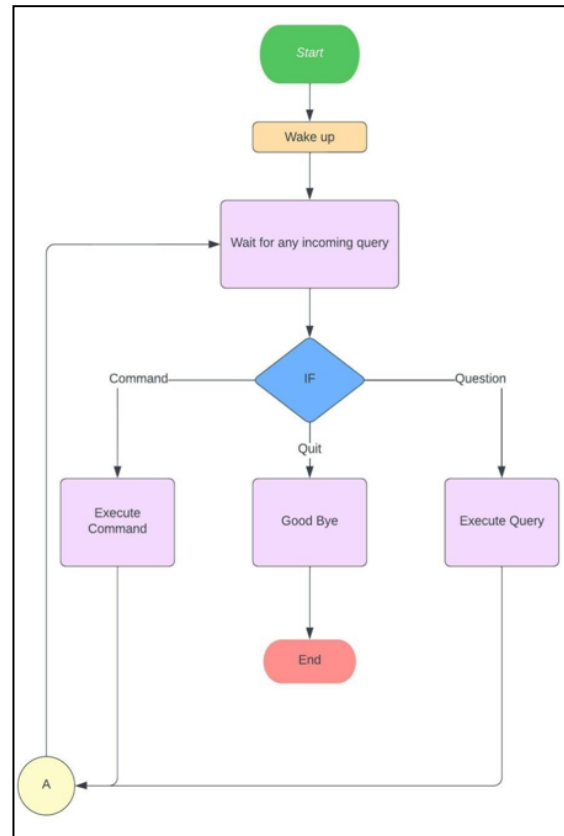 Start
Wake up
Wait for any incoming query
IF
Command
Question
Quit
Execute
Command
Good Bye
Execute Query
End
A